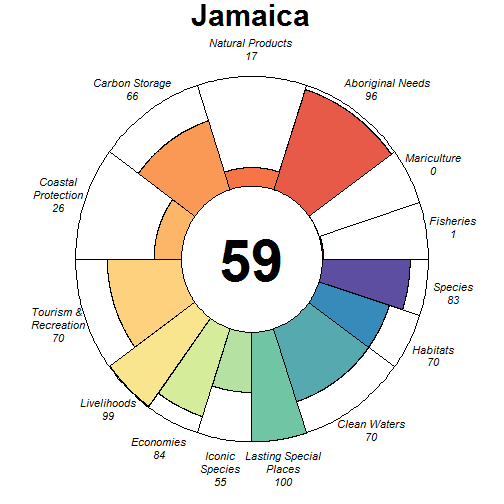 Jamaica
Natural Products
17
Carbon Storage
66
Aboriginal Needs
96
Mariculture
0
Coastal
Protection
26
Fisheries
1
59
Species
83
Tourism &
Recreation
70
Habitats
70
Livelihoods
99
Clean Waters
70
Economies
84
Iconic
Species
55
Lasting Special
Places
100